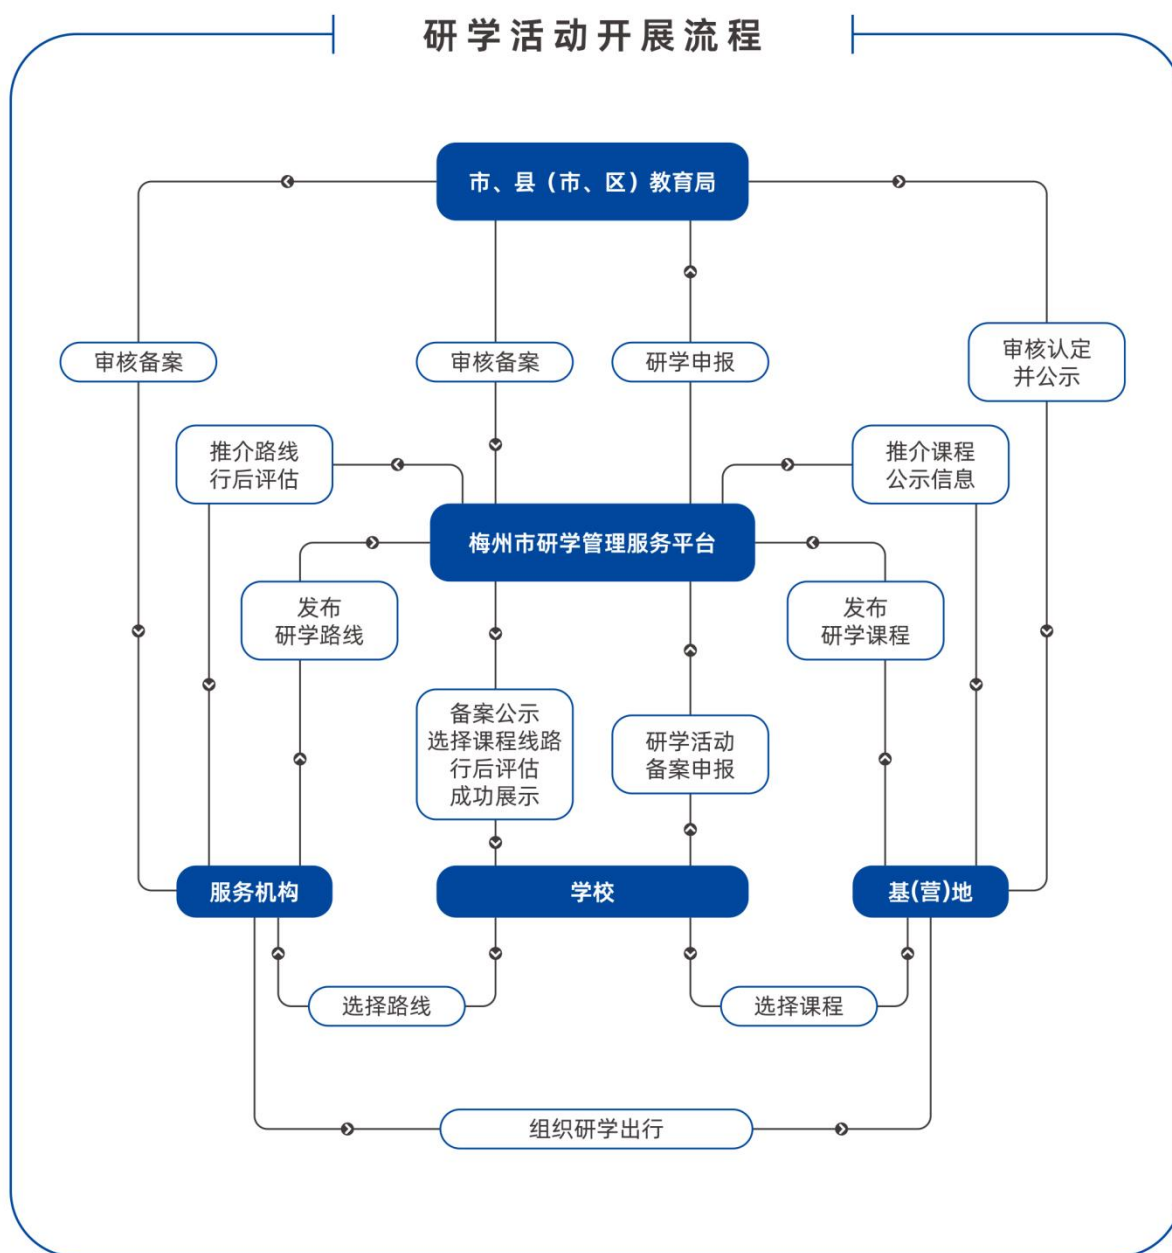 研学活动开展流程
市、县（市、区）教育局
审核备案
审核备案
研学申报
审核认定
并公示
推介路线
行后评估
推介课程
公示信息
梅州市研学管理服务平台
发布
研学路线
发布
研学课程
备案公示
选择课程线路
行后评估
成功展示
研学活动
备案申报
服务机构
学校
基(营)地
选择路线
选择课程
组织研学出行